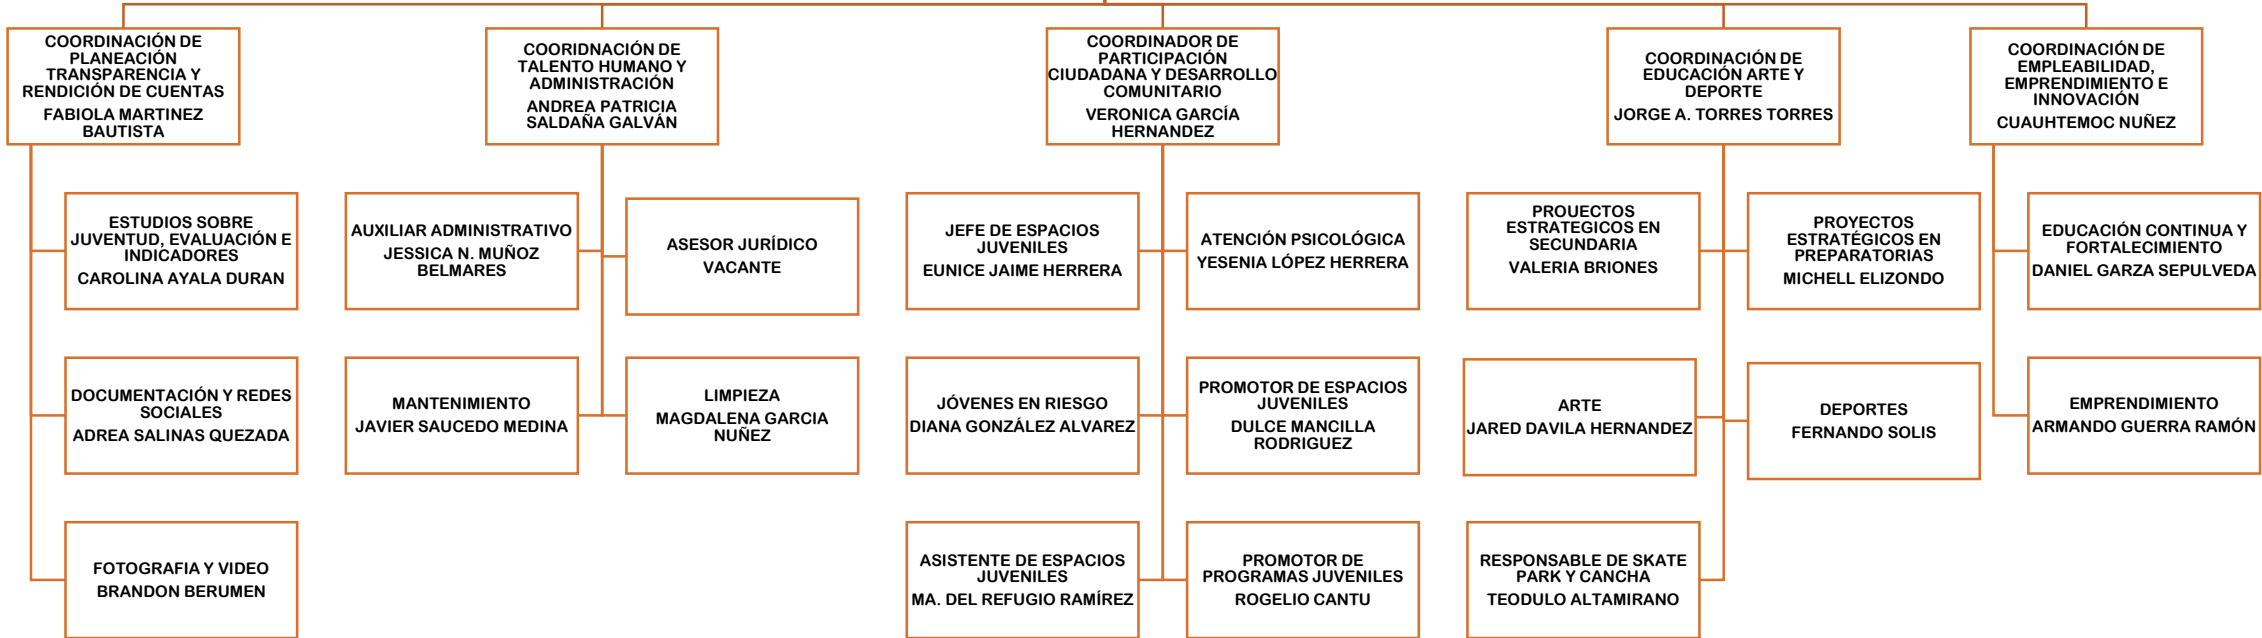 COORDINACIÓN DE
PLANEACIÓN
TRANSPARENCIA Y
RENDICIÓN DE CUENTAS
FABIOLA MARTINEZ
BAUTISTA
COORIDNACIÓN DE
TALENTO HUMANO Y
ADMINISTRACIÓN
ANDREA PATRICIA
SALDAÑA GALVÁN
COORDINADOR DE
PARTICIPACIÓN
CIUDADANA Y DESARROLLO
COMUNITARIO
VERONICA GARCÍA
HERNANDEZ
COORDINACIÓN DE
EDUCACIÓN ARTE Y
DEPORTE
JORGE A. TORRES TORRES
COORDINACIÓN DE
EMPLEABILIDAD,
EMPRENDIMIENTO E
INNOVACIÓN
CUAUHTEMOC NUÑEZ
ESTUDIOS SOBRE
JUVENTUD, EVALUACIÓN E
INDICADORES
CAROLINA AYALA DURAN
AUXILIAR ADMINISTRATIVO
JESSICA N. MUÑOZ
BELMARES
ASESOR JURÍDICO
VACANTE
JEFE DE ESPACIOS
JUVENILES
EUNICE JAIME HERRERA
ATENCIÓN PSICOLÓGICA
YESENIA LÓPEZ HERRERA
PROUECTOS
ESTRATEGICOS EN
SECUNDARIA
VALERIA BRIONES
PROYECTOS
ESTRATÉGICOS EN
PREPARATORIAS
MICHELL ELIZONDO
EDUCACIÓN CONTINUA Y
FORTALECIMIENTO
DANIEL GARZA SEPULVEDA
DOCUMENTACIÓN Y REDES
SOCIALES
ADREA SALINAS QUEZADA
MANTENIMIENTO
JAVIER SAUCEDO MEDINA
LIMPIEZA
MAGDALENA GARCIA
NUÑEZ
JÓVENES EN RIESGO
DIANA GONZÁLEZ ALVAREZ
PROMOTOR DE ESPACIOS
JUVENILES
DULCE MANCILLA
RODRIGUEZ
ARTE
JARED DAVILA HERNANDEZ
DEPORTES
FERNANDO SOLIS
EMPRENDIMIENTO
ARMANDO GUERRA RAMÓN
FOTOGRAFIA Y VIDEO
BRANDON BERUMEN
ASISTENTE DE ESPACIOS
JUVENILES
MA. DEL REFUGIO RAMÍREZ
PROMOTOR DE
PROGRAMAS JUVENILES
ROGELIO CANTU
RESPONSABLE DE SKATE
PARK Y CANCHA
TEODULO ALTAMIRANO